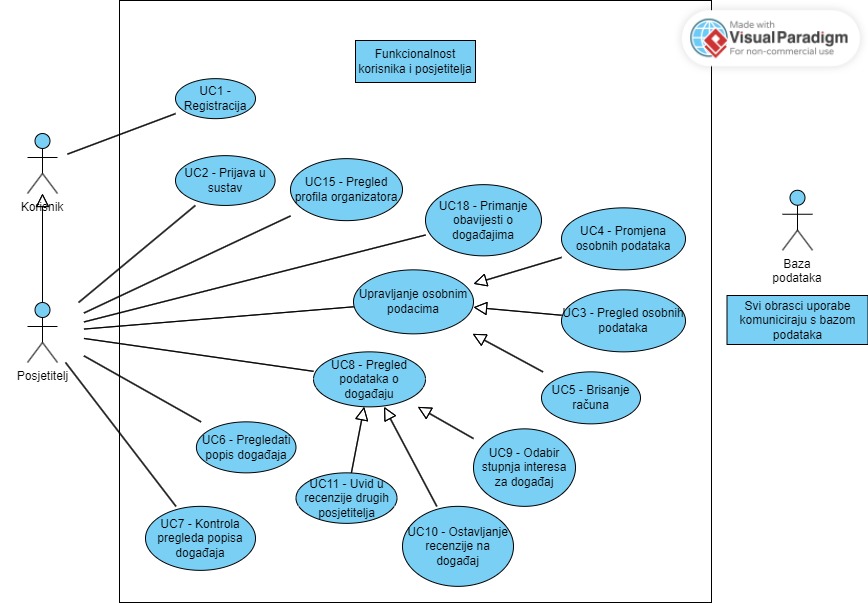 Made with
Visual Paradigm
For non-commercial use
Funkcionalnost
korisnika i posjetitelja
UC1 -
Registracija
Korisnik
UC2 - Prijava u
sustav
UC15 - Pregled
profila organizatora
UC18 - Primanje
obavijesti o
događajima
UC4 - Promjena
osobnih podataka
Baza
podataka
Svi obrasci uporabe
komuniciraju s bazom
podataka
Upravljanje osobnim
podacima
UC3 - Pregled osobnih
podataka
Posjetitelj
UC8 - Pregled
podataka o
događaju
UC5 - Brisanje
računa
UC6 - Pregledati
popis događaja
UC9 - Odabir
stupnja interesa
za događaj
UC11 - Uvid u
recenzije drugih
posjetitelja
UC7 - Kontrola
pregleda popisa
događaja
UC10 - Ostavljanje
recenzije na
događaj